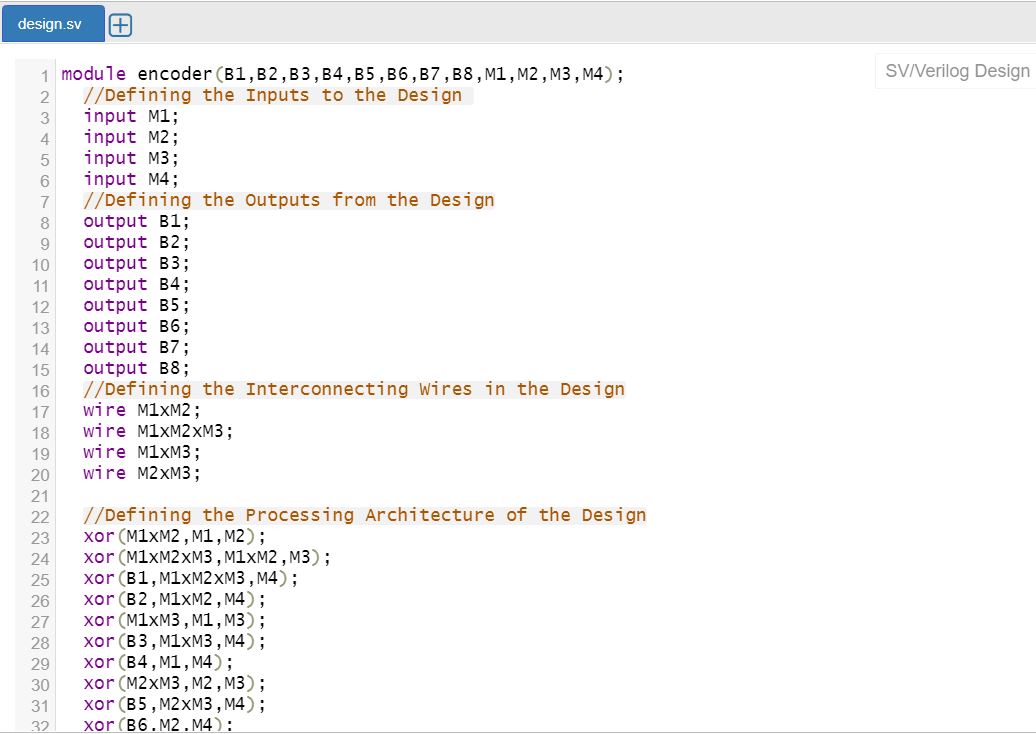 design.sv
SV/Verilog Design
1 module encoder(B1,B2,B3,B4,B5,B6,B7,B8,M1,M2,M3,M4);
2 //Defining the Inputs to the Design
3 input M1;
4 input M2;
5 input M3;
6 input M4;
7 //Defining the Outputs from the Design
8 output B1;
9 output B2;
10 output B3;
11 output B4;
12 output B5;
13 output B6;
14 output B7;
15 output B8;
16 //Defining the Interconnecting Wires in the Design
17 wire M1xM2;
18 wire M1xM2xM3;
19 wire M1xM3;
20 wire M2xM3;
21
22 //Defining the Processing Architecture of the Design
23 xor(M1xM2,M1,M2);
24 xor(M1xM2xM3,M1xM2,M3);
25 xor(B1,M1xM2xM3,M4);
26 xor(B2,M1xM2,M4);
27 xor(M1xM3,M1,M3);
28 xor(B3,M1xM3,M4);
29 xor(B4,M1,M4);
30 xor(M2xM3,M2,M3);
31 xor(B5,M2xM3,M4);
32 xor(B6,M2,M4);